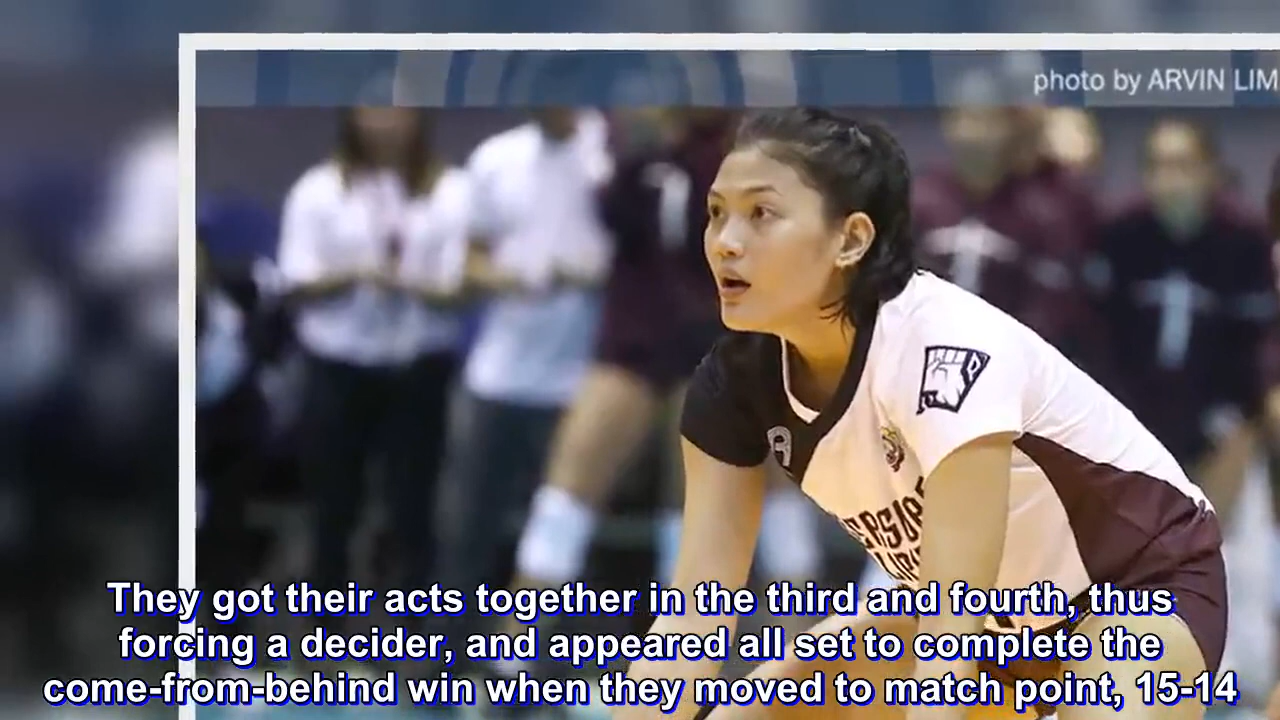 photo by ARVIN LIM
They got their acts together in the third and fourth, thus
forcing a decider, and appeared all set to complete the
come-from-behind win when they moved to match point, 15-14